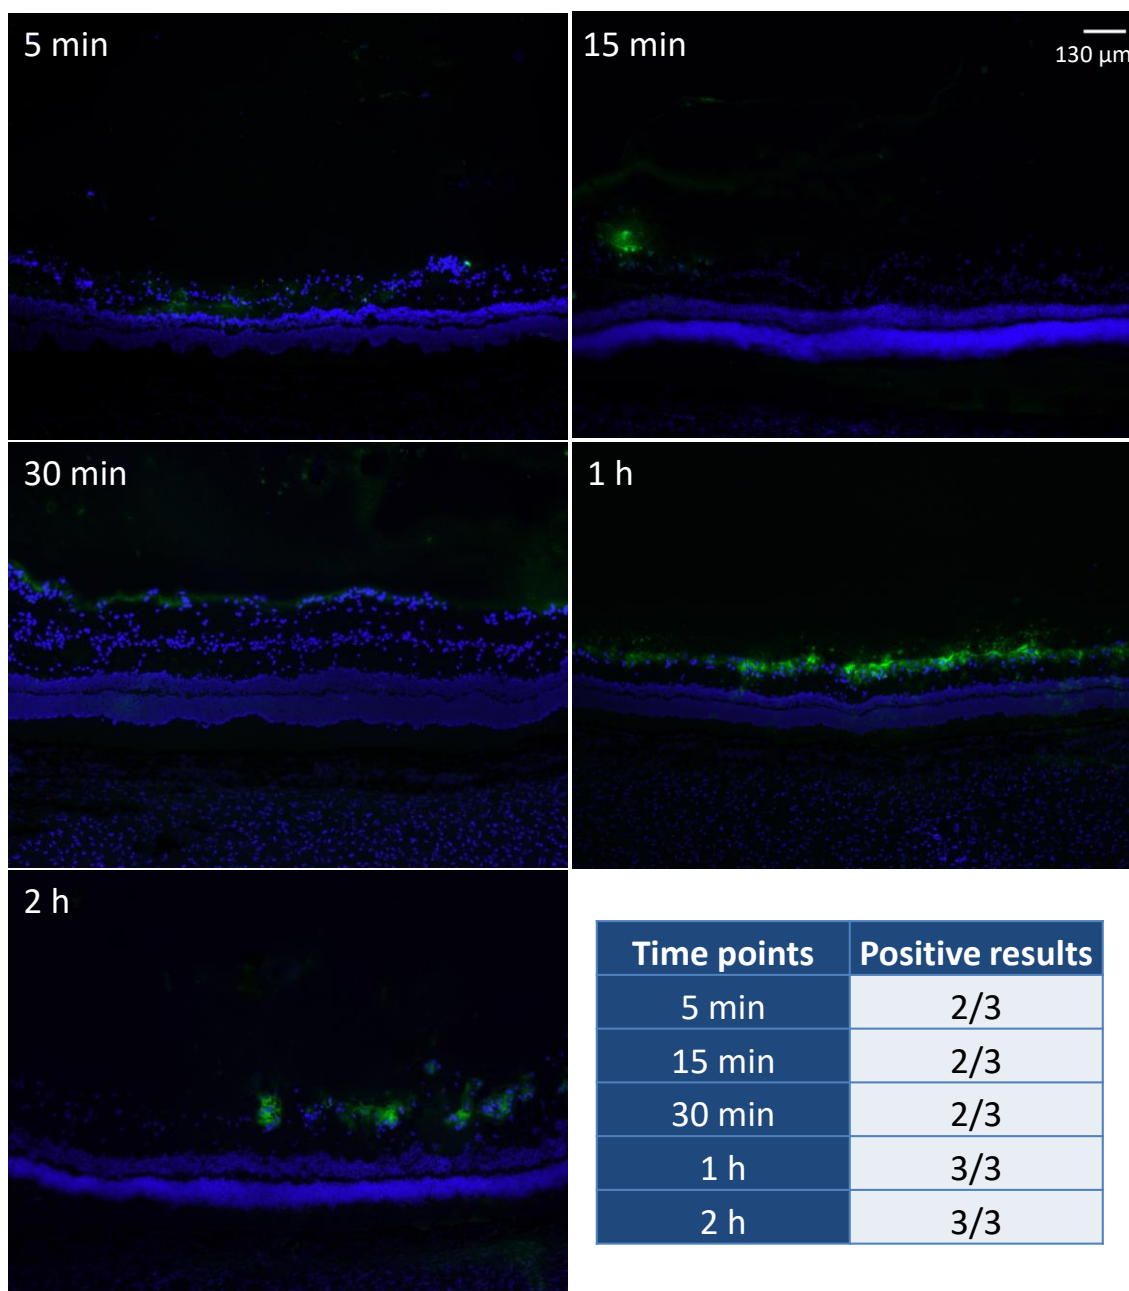 5 min
15 min
130 μm
30 min
1 h
2 h
Time points Positive results
5 min 2/3
15 min 2/3
30 min 2/3
1 h 3/3
2 h 3/3